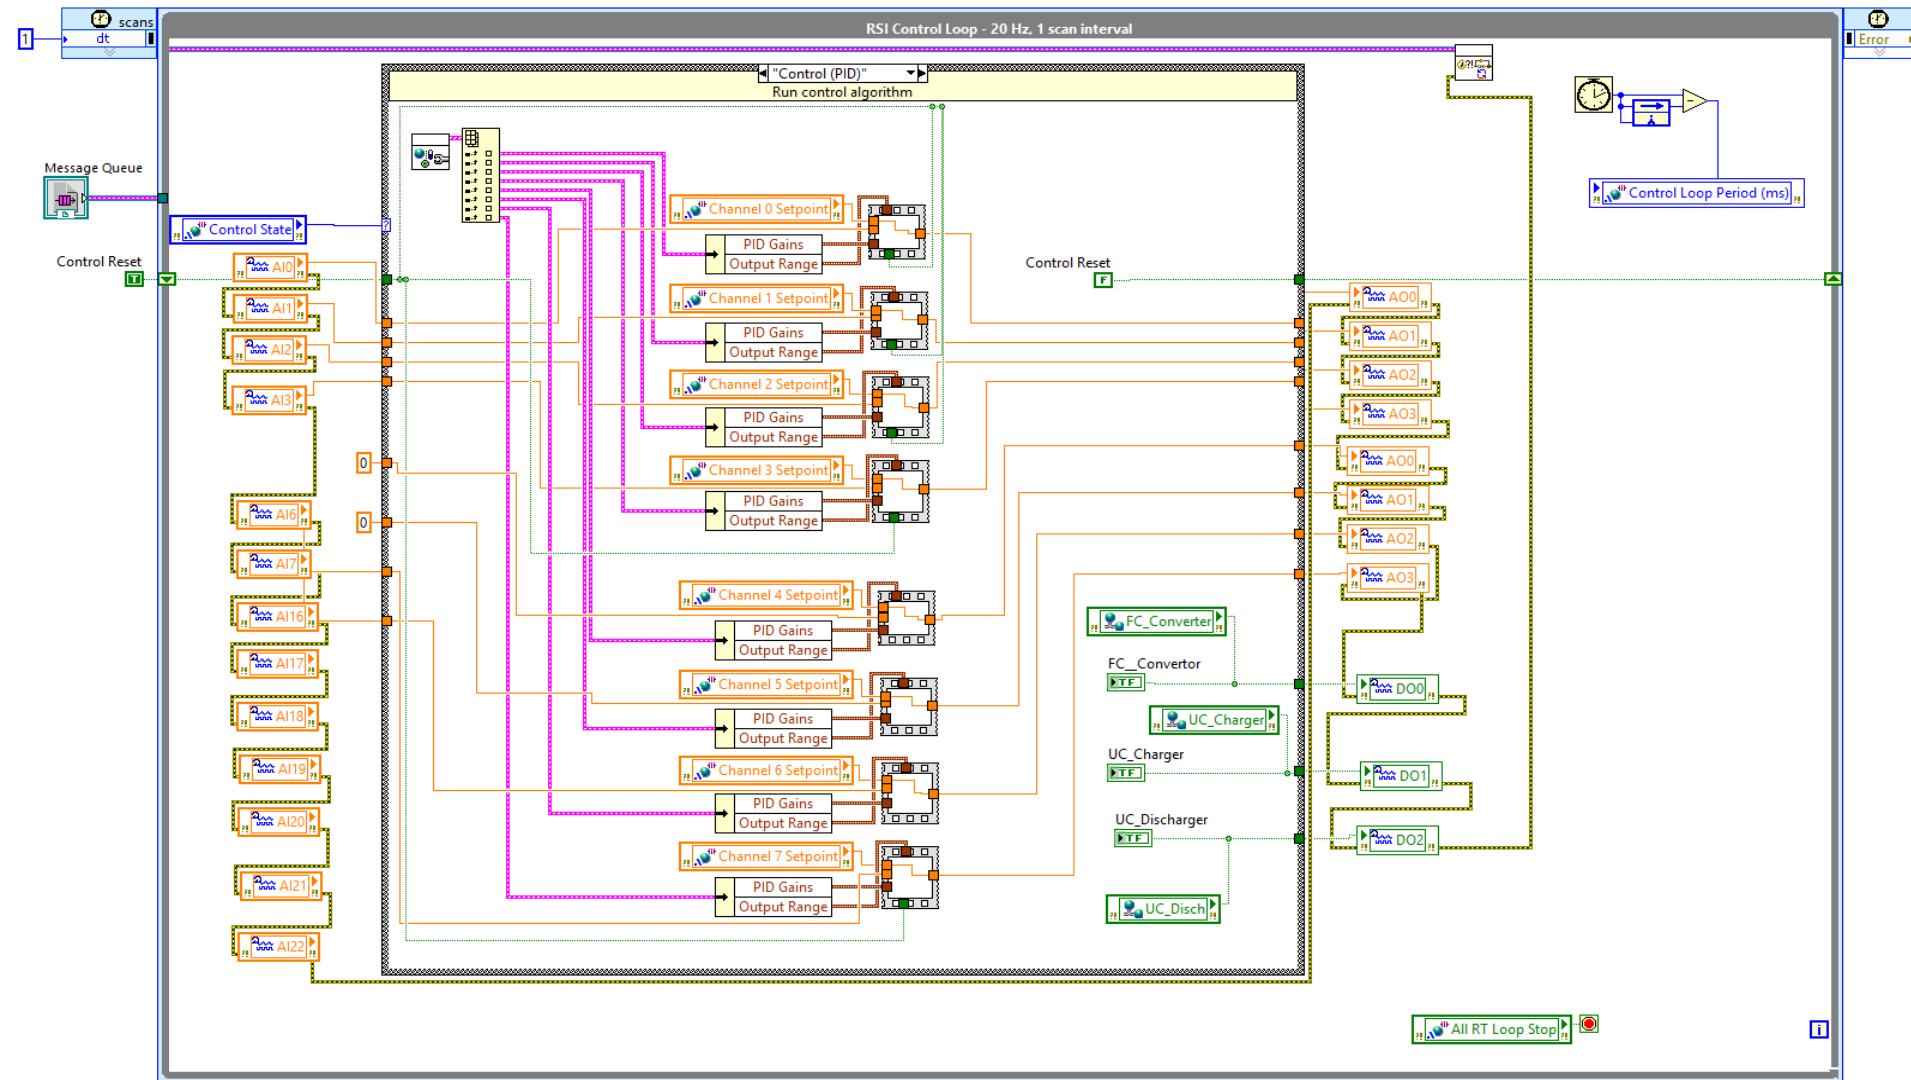 scans
dt
1
RSI Control Loop - 20 Hz, 1 scan interval
Error
"Control (PID)"
Run control algorithm
Message Queue
Control State
?
Control Reset
T
AI0
AI1
AI2
AI3
0
0
AI6
AI7
AI16
AI17
AI18
AI19
AI20
AI21
AI22
Channel 0 Setpoint
PID Gains
Output Range
Channel 1 Setpoint
PID Gains
Output Range
Channel 2 Setpoint
PID Gains
Output Range
Channel 3 Setpoint
PID Gains
Output Range
Channel 4 Setpoint
PID Gains
Output Range
Channel 5 Setpoint
PID Gains
Output Range
Channel 6 Setpoint
PID Gains
Output Range
Channel 7 Setpoint
PID Gains
Output Range
Control Reset
F
FC_Converter
FC__Convertor
TF
UC_Charger
UC_Charger
TF
UC_Discharger
TF
UC_Disch
Control Loop Period (ms)
AO0
AO1
AO2
AO3
AO0
AO1
AO2
AO3
DO0
DO1
DO2
All RT Loop Stop
i